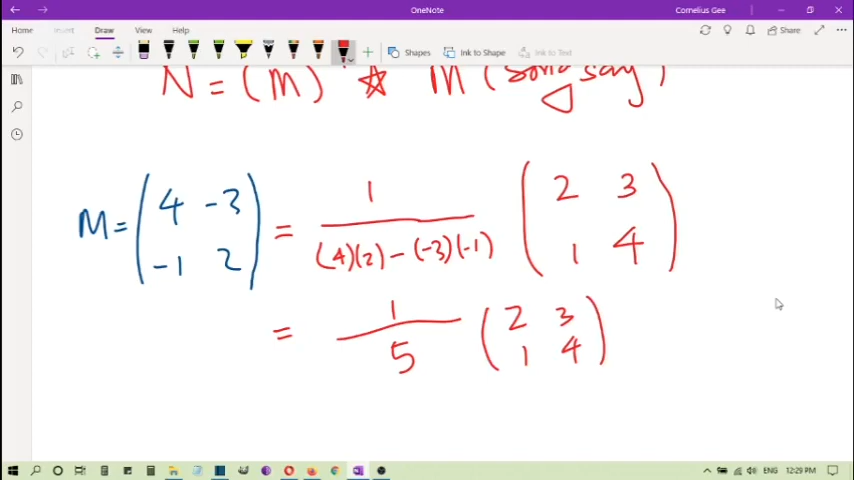 OneNote
Cornelius Gee
Home Insert Draw View Help
Share
Shapes Ink to Shape Ink to Text
N = (M) ☆ M (songsang)
M = ( 4 -3 = 1 ( 2 3
-1 2 ) (4)(2) - (-3)(-1) 1 4 )
= 1 ( 2 3
5 1 4 )
ENG 12:29 PM